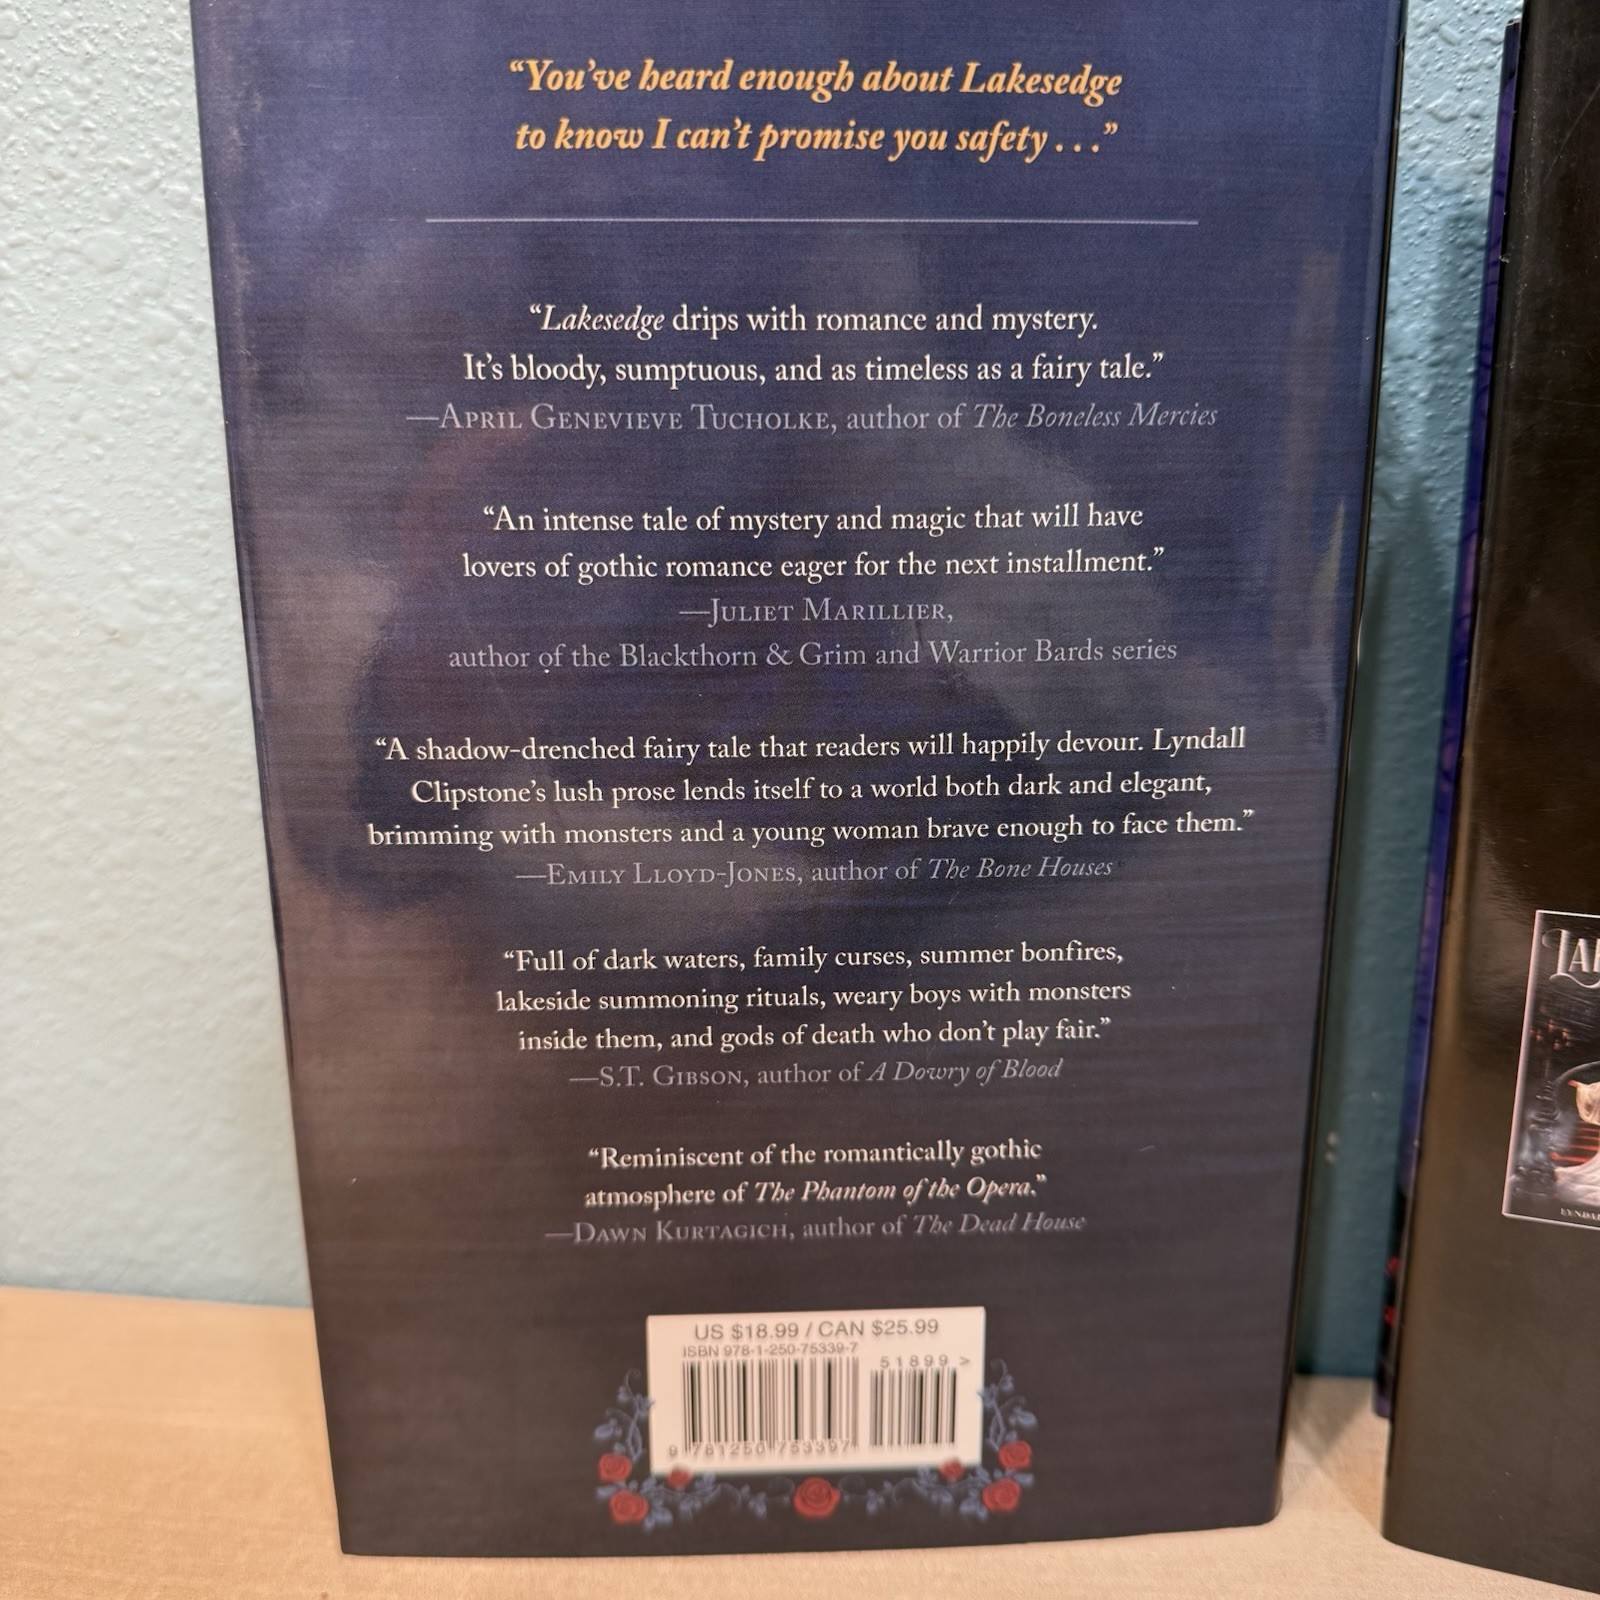 “You’ve heard enough about Lakesedge
to know I can’t promise you safety . . .”
“Lakesedge drips with romance and mystery.
It’s bloody, sumptuous, and as timeless as a fairy tale.”
—April Genevieve Tucholke, author of The Boneless Mercies
“An intense tale of mystery and magic that will have
lovers of gothic romance eager for the next installment.”
—Juliet Marillier,
author of the Blackthorn & Grim and Warrior Bards series
“A shadow-drenched fairy tale that readers will happily devour. Lyndall
Clipstone’s lush prose lends itself to a world both dark and elegant,
brimming with monsters and a young woman brave enough to face them.”
—Emily Lloyd-Jones, author of The Bone Houses
“Full of dark waters, family curses, summer bonfires,
lakeside summoning rituals, weary boys with monsters
inside them, and gods of death who don’t play fair.”
—S.T. Gibson, author of A Dowry of Blood
“Reminiscent of the romantically gothic
atmosphere of The Phantom of the Opera.”
—Dawn Kurtagich, author of The Dead House
US $18.99 / CAN $25.99
ISBN 978-1-250-75339-7
51899 >
9 781250 753397